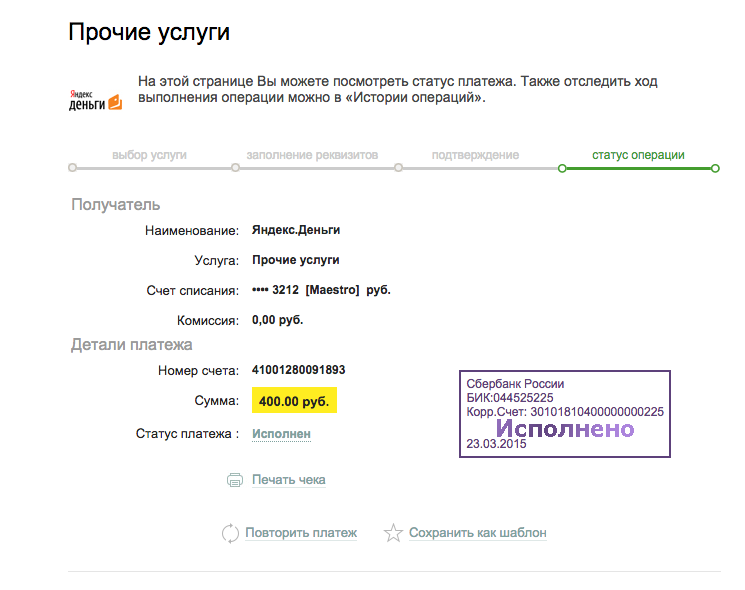 Прочие услуги
Яндекс
деньги
На этой странице Вы можете посмотреть статус платежа. Также отследить ход
выполнения операции можно в «Истории операций».
выбор услуги
заполнение реквизитов
подтверждение
статус операции
Получатель
Наименование: Яндекс.Деньги
Услуга: Прочие услуги
Счет списания: •••• 3212 [Maestro] руб.
Комиссия: 0,00 руб.
Детали платежа
Номер счета: 41001280091893
Сумма: 400.00 руб.
Статус платежа : Исполнен
Сбербанк России
БИК:044525225
Корр.Счет: 30101810400000000225
Исполнено
23.03.2015
Печать чека
Повторить платеж
Сохранить как шаблон